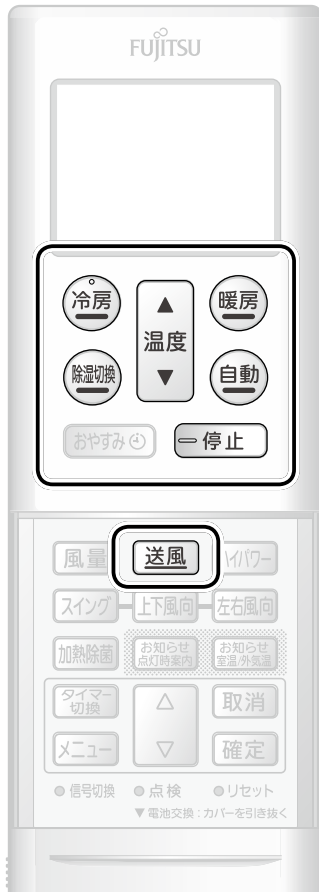 FUJITSU
冷房 温度 暖房
除湿切換 自動
おやすみ 停止
風量 送風 ハイパワー
スイング 上下風向 左右風向
加熱除菌 お知らせ 点灯時案内 お知らせ 室温/外気温
タイマー切換 取消
メニュー 確定
信号切換 点検 リセット
▼電池交換:カバーを引き抜く